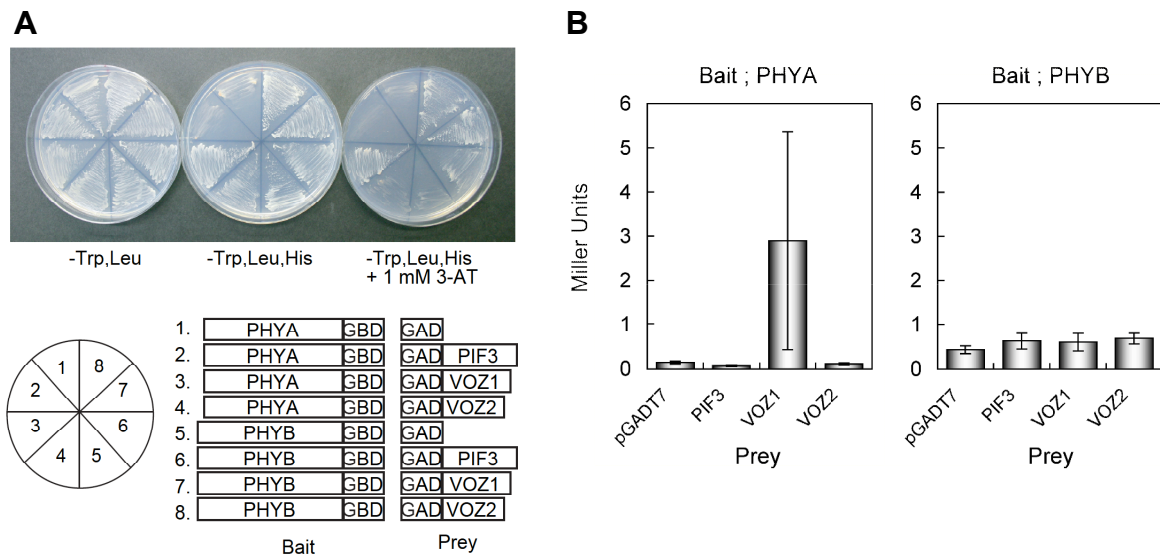 A
-Trp,Leu
-Trp,Leu,His
-Trp,Leu,His
+ 1 mM 3-AT
1
2
3
4
5
6
7
8
1. PHYA GBD GAD
2. PHYA GBD GAD PIF3
3. PHYA GBD GAD VOZ1
4. PHYA GBD GAD VOZ2
5. PHYB GBD GAD
6. PHYB GBD GAD PIF3
7. PHYB GBD GAD VOZ1
8. PHYB GBD GAD VOZ2
Bait Prey
B
Bait ; PHYA
Miller Units
6
5
4
3
2
1
0
pGADT7
PIF3
VOZ1
VOZ2
Prey
Bait ; PHYB
6
5
4
3
2
1
0
pGADT7
PIF3
VOZ1
VOZ2
Prey